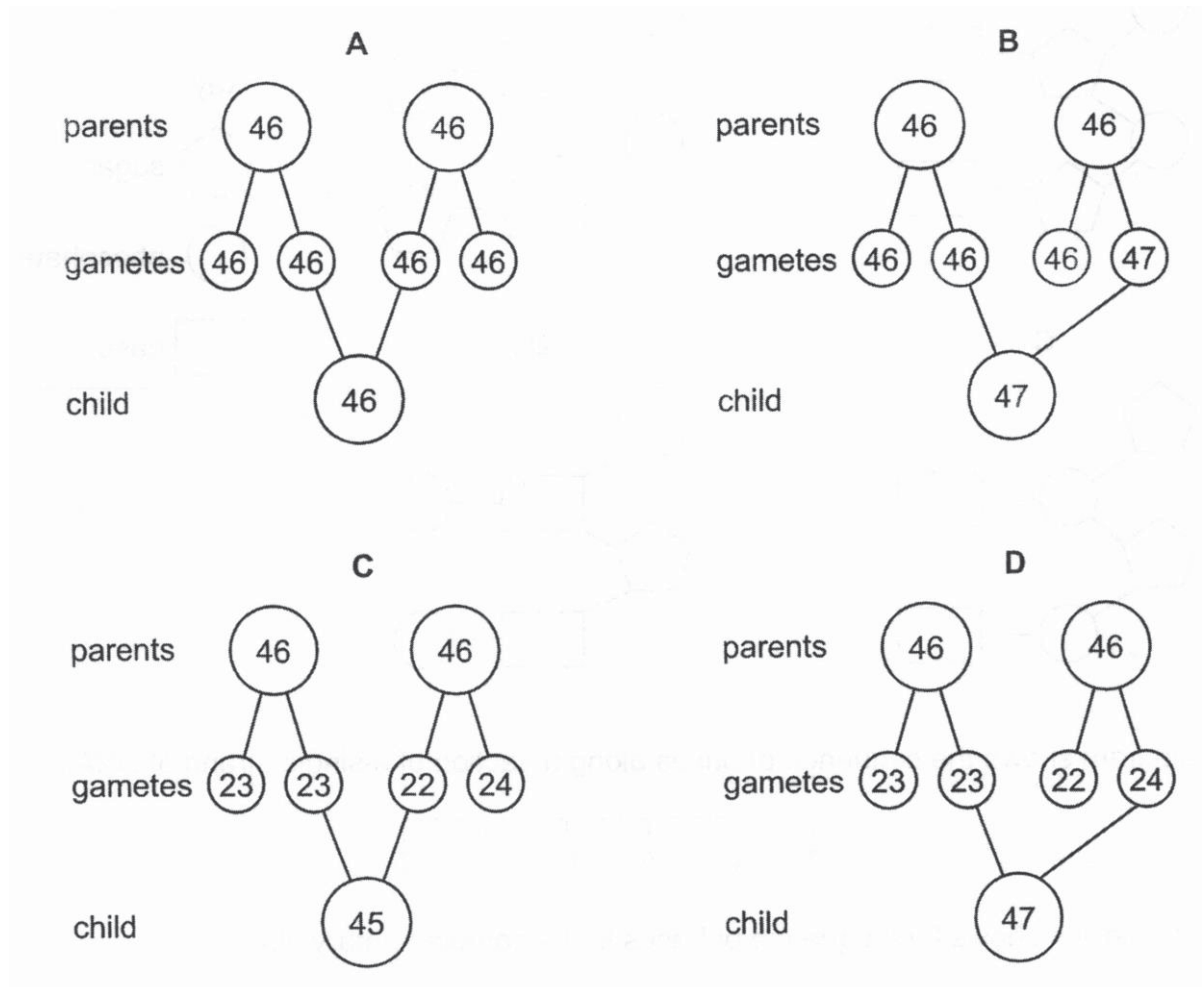 A
B
parents 46 46
parents 46 46
gametes 46 46 46 46
gametes 46 46 46 47
child 46
child 47
C
D
parents 46 46
parents 46 46
gametes 23 23 22 24
gametes 23 23 22 24
child 45
child 47